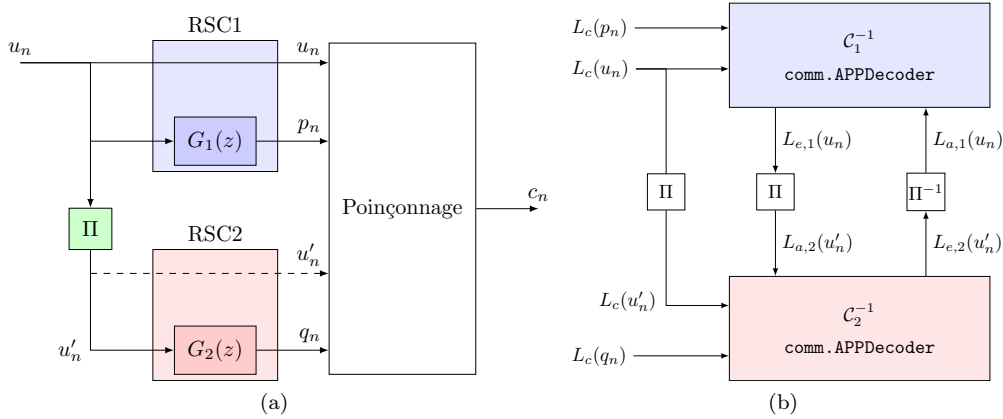 RSC1
u_n
u_n
G_1(z)
p_n
Π
Poinçonnage
c_n
RSC2
u'_n
u'_n
G_2(z)
q_n
(a)
L_c(p_n)
L_c(u_n)
C_1^{-1}
comm.APPDecoder
L_{e,1}(u_n)
L_{a,1}(u_n)
Π
Π
Π^{-1}
L_{a,2}(u'_n)
L_{e,2}(u'_n)
L_c(u'_n)
L_c(q_n)
C_2^{-1}
comm.APPDecoder
(b)